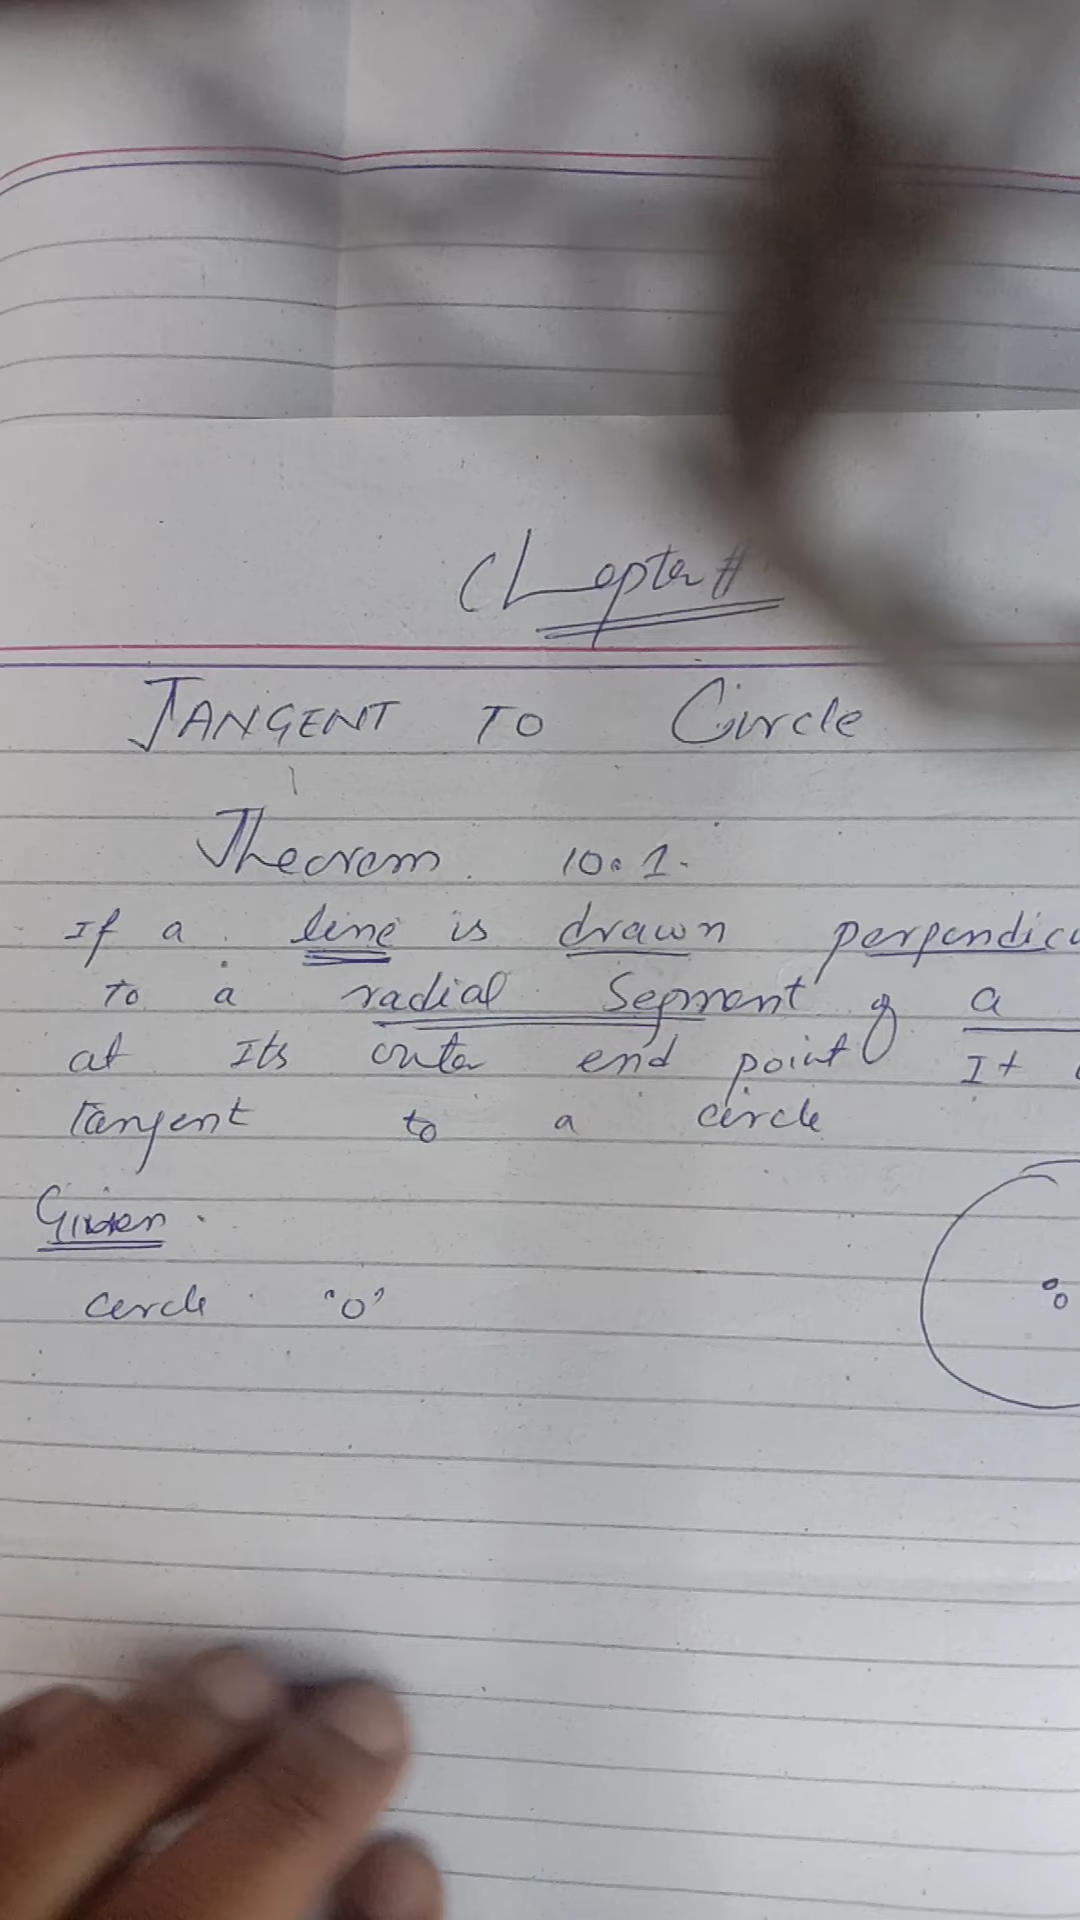 Chapter #
TANGENT TO Circle
Theorem 10.1.
If a line is drawn perpendicu
to a radial Segment of a
at Its outer end point It
tangent to a circle
Given
circle "O"
o